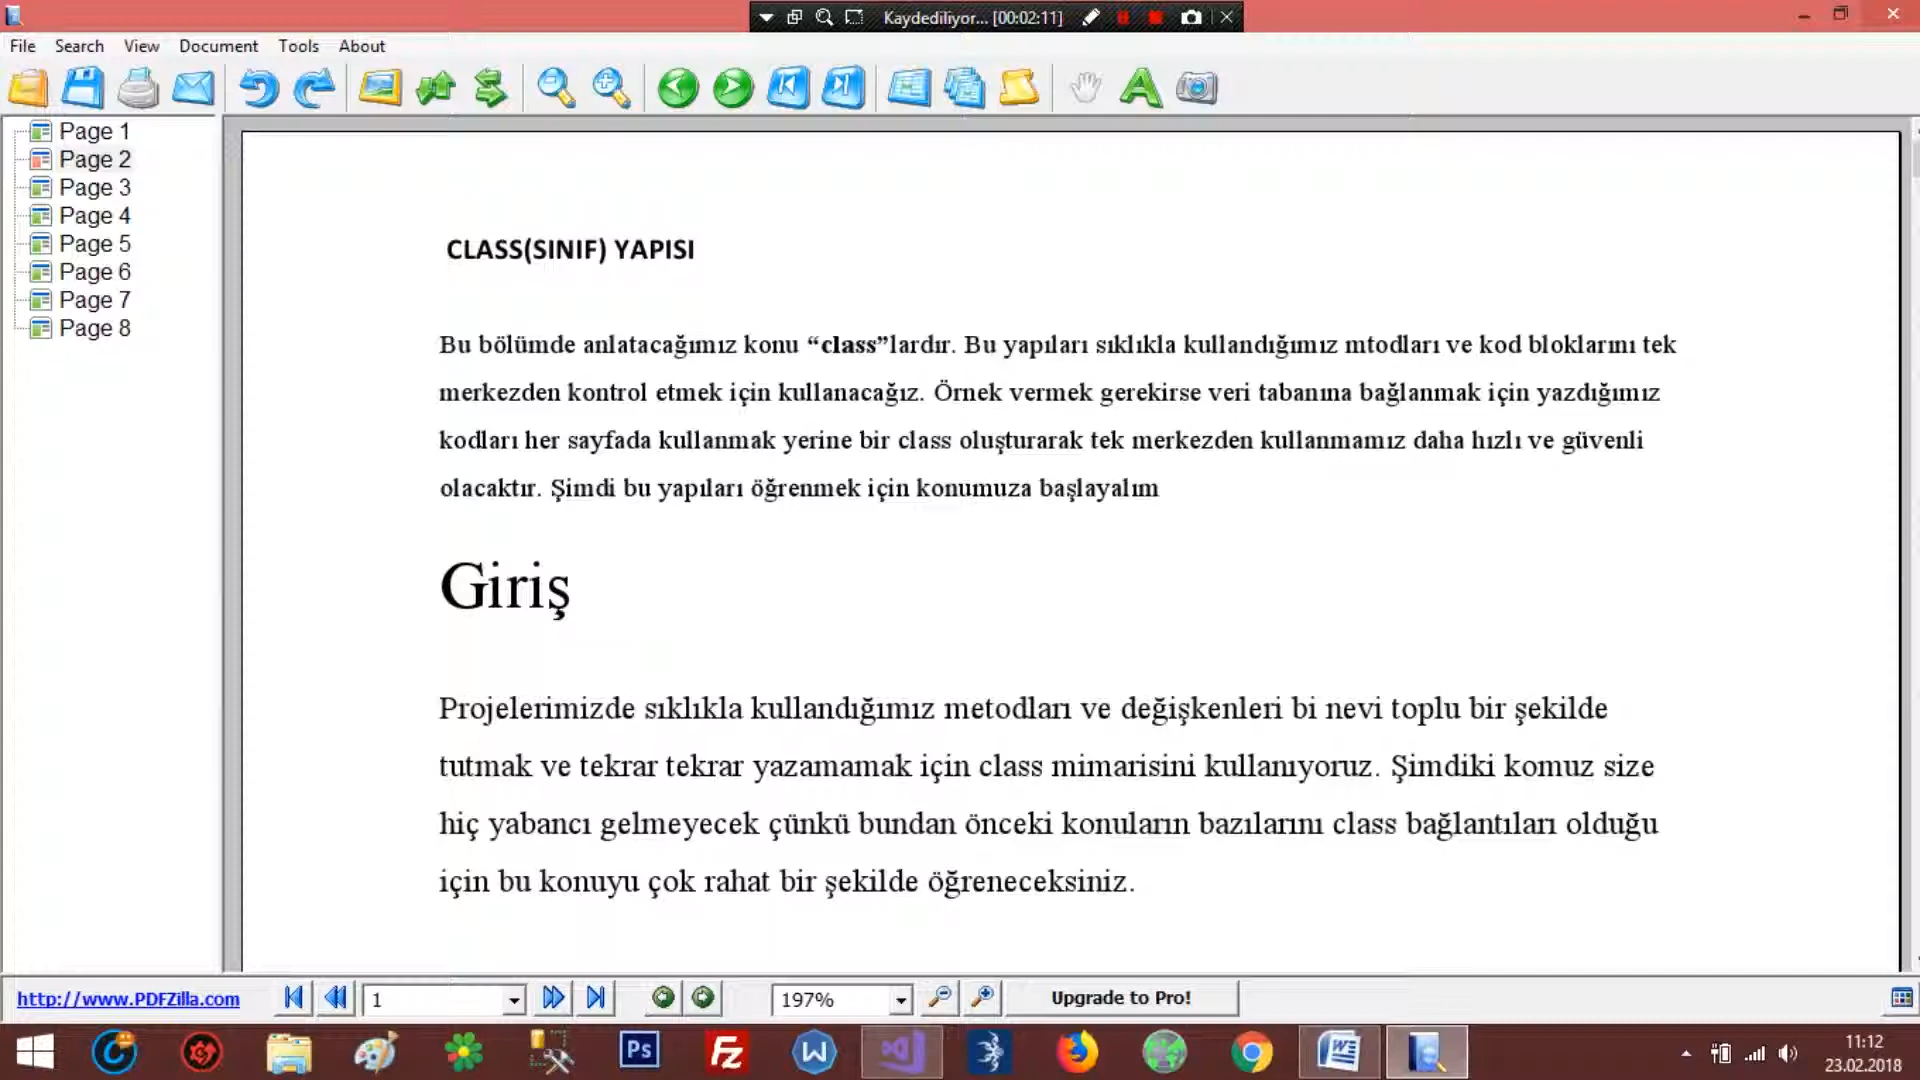 Kaydediliyor... [00:02:11]
File Search View Document Tools About
Page 1
Page 2
Page 3
Page 4
Page 5
Page 6
Page 7
Page 8
CLASS(SINIF) YAPISI
Bu bölümde anlatacağımız konu “class”lardır. Bu yapıları sıklıkla kullandığımız mtodları ve kod bloklarını tek
merkezden kontrol etmek için kullanacağız. Örnek vermek gerekirse veri tabanına bağlanmak için yazdığımız
kodları her sayfada kullanmak yerine bir class oluşturarak tek merkezden kullanmamız daha hızlı ve güvenli
olacaktır. Şimdi bu yapıları öğrenmek için konumuza başlayalım
Giriş
Projelerimizde sıklıkla kullandığımız metodları ve değişkenleri bi nevi toplu bir şekilde
tutmak ve tekrar tekrar yazamamak için class mimarisini kullanıyoruz. Şimdiki komuz size
hiç yabancı gelmeyecek çünkü bundan önceki konuların bazılarını class bağlantıları olduğu
için bu konuyu çok rahat bir şekilde öğreneceksiniz.
http://www.PDFZilla.com 1 197% Upgrade to Pro!
Ps Fz W W
11:12
23.02.2018